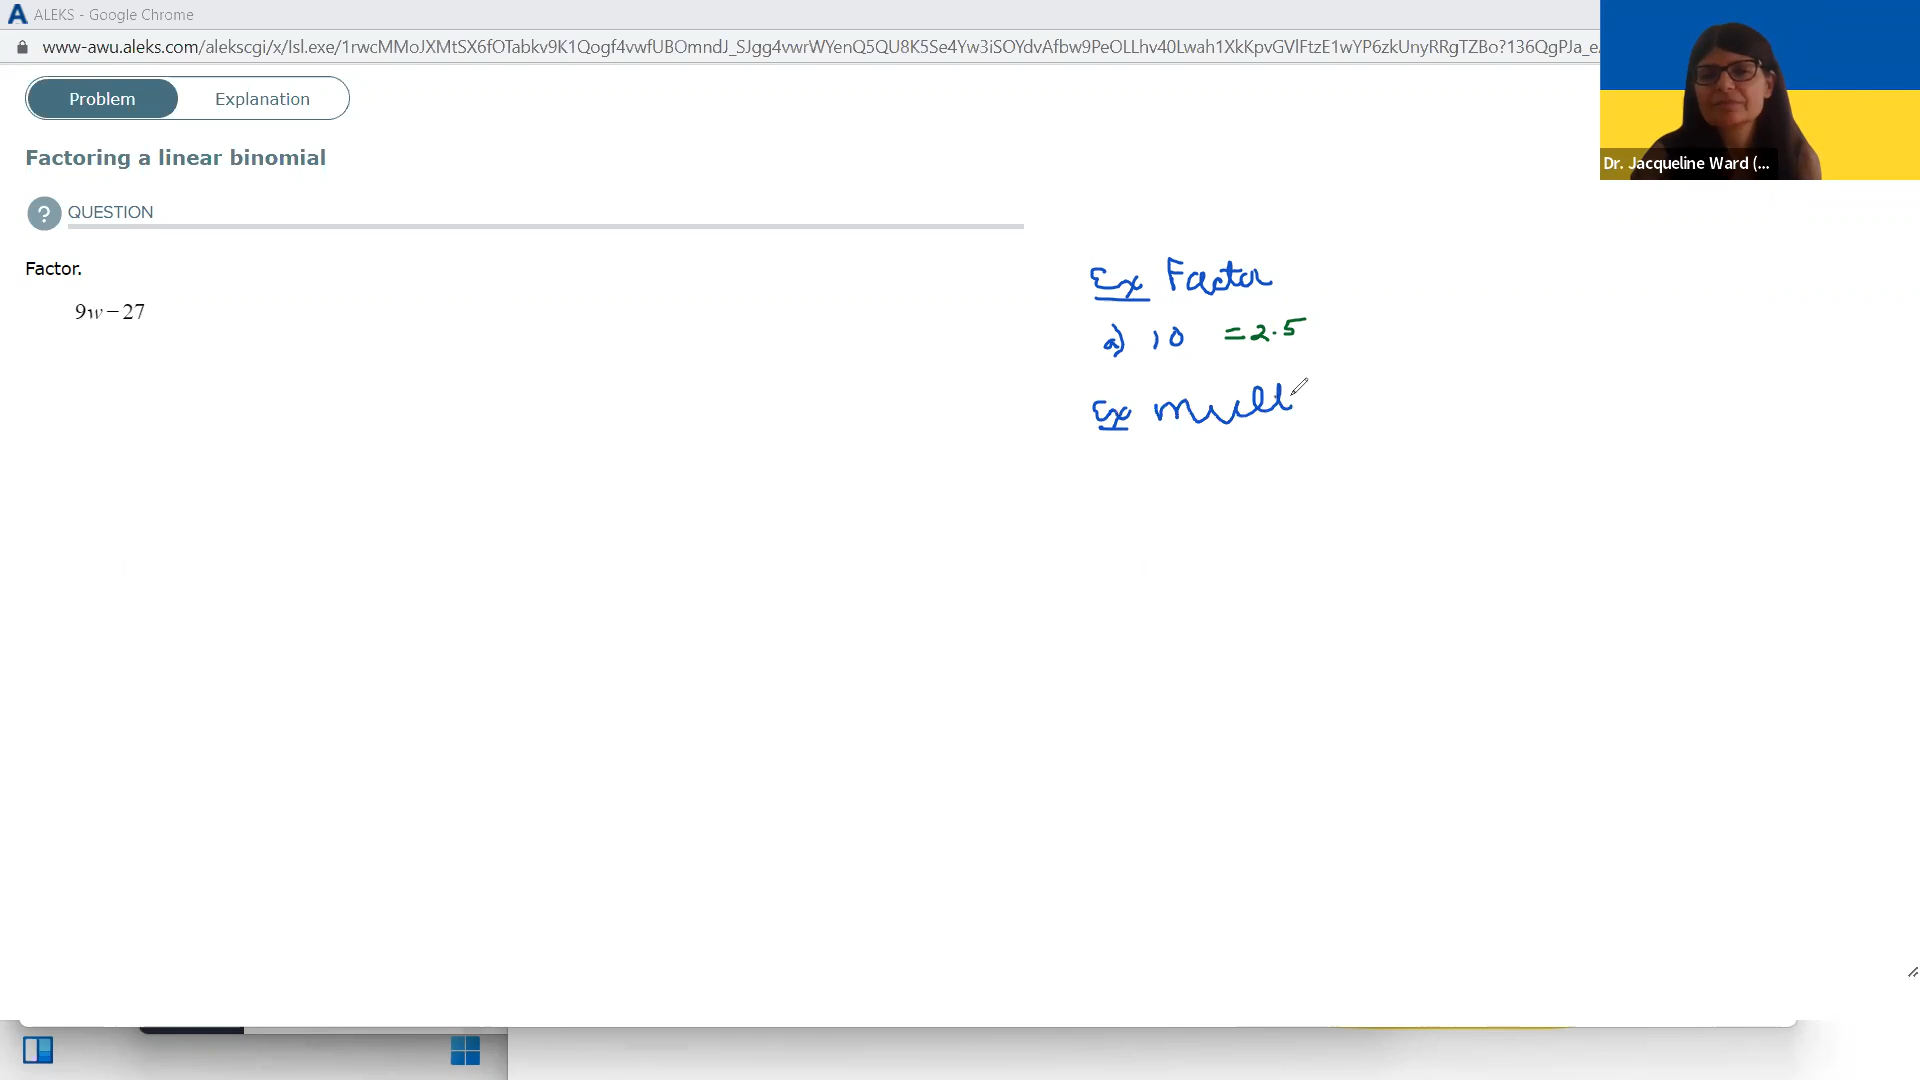 ALEKS - Google Chrome
www-awu.aleks.com/alekscgi/x/Isl.exe/1rwcMMoJXMtSX6fOTabkv9K1Qogf4vwfUBOmndJ_SJgg4vwrWYenQ5QU8K5Se4Yw3iSOYdvAfbw9PeOLLhv40Lwah1XkKpvGVlFtzE1wYP6zkUnyRRgTZBo?136QgPJa_e
Problem Explanation
Dr. Jacqueline Ward (...
Factoring a linear binomial
? QUESTION
Factor.
9w−27
Ex Factor
a) 10 = 2·5
Ex mult